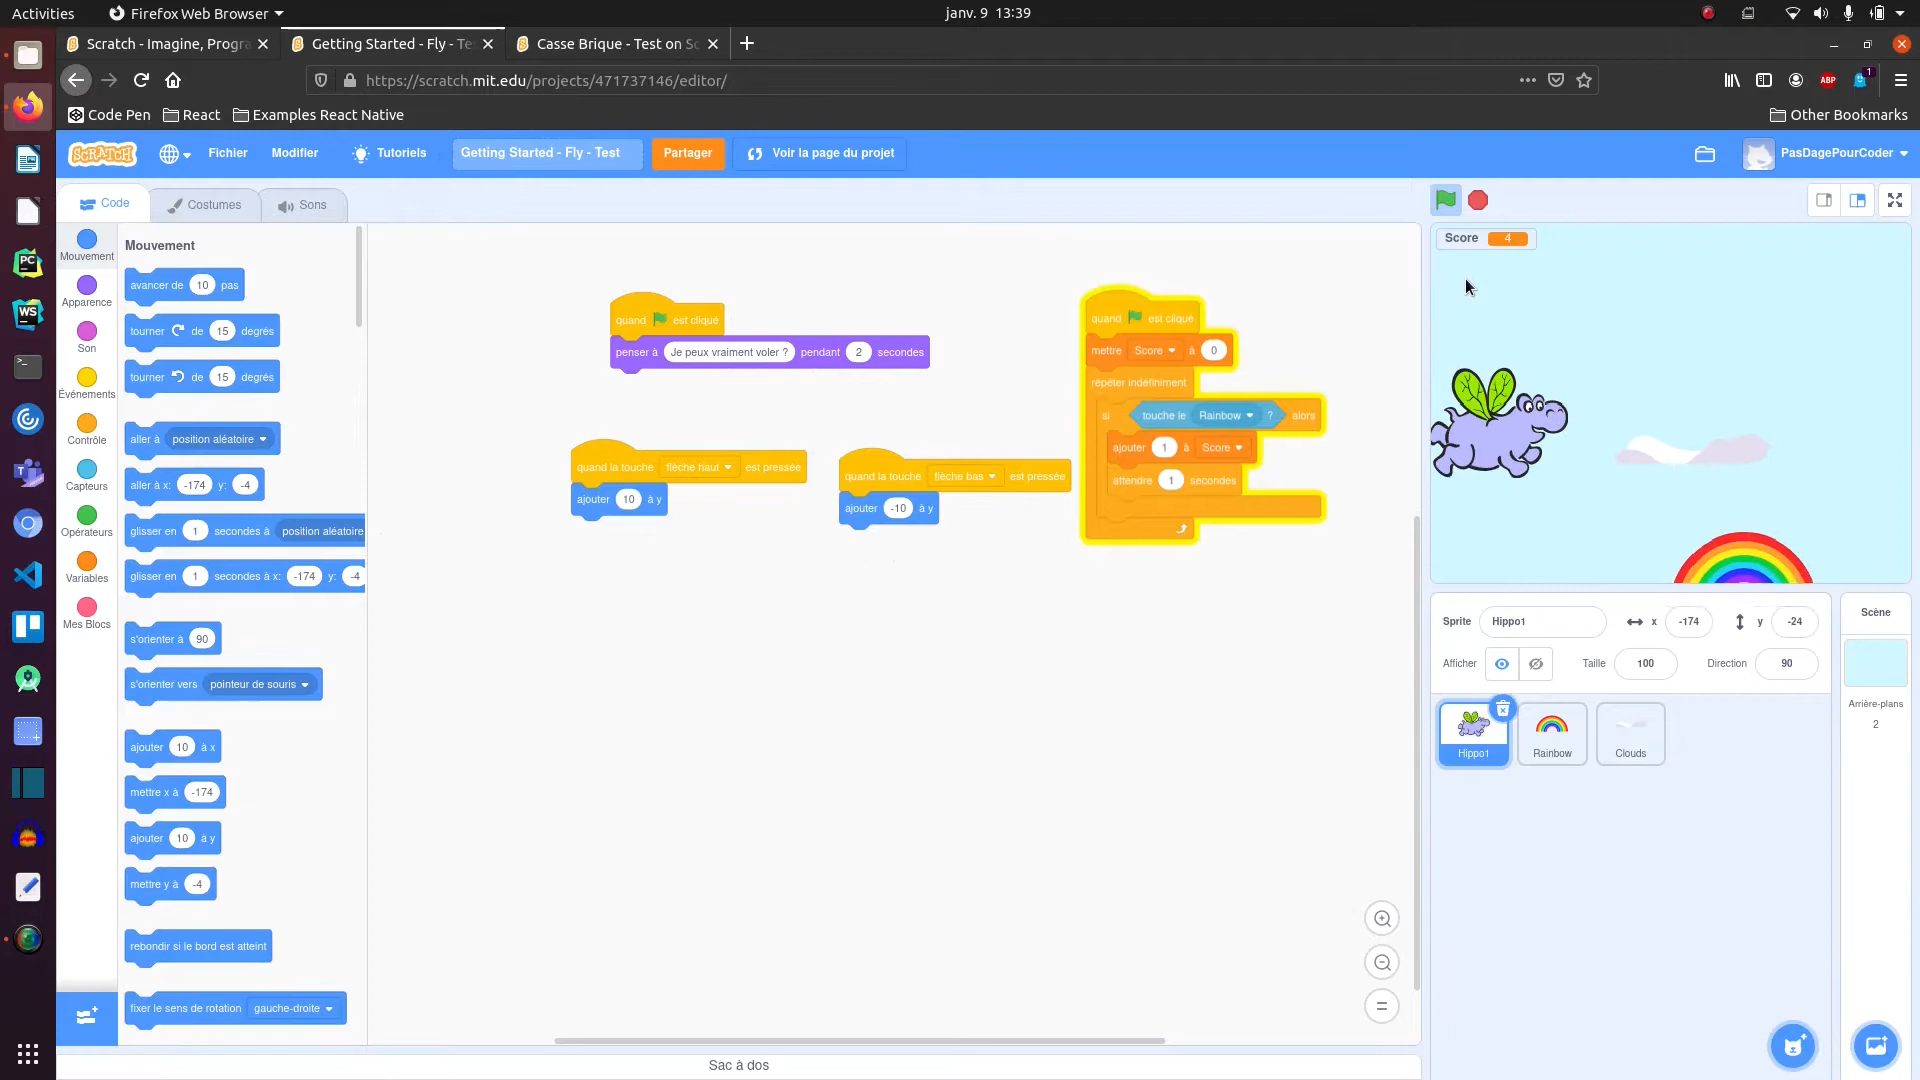 Activities
Firefox Web Browser
janv. 9 13:39
Scratch - Imagine, Progra
Getting Started - Fly - Te
Casse Brique - Test on Sc
https://scratch.mit.edu/projects/471737146/editor/
ABP
1
Code Pen
React
Examples React Native
Other Bookmarks
SCRATCH
Fichier
Modifier
Tutoriels
Getting Started - Fly - Test
Partager
Voir la page du projet
PasDagePourCoder
Code
Costumes
Sons
Mouvement
Apparence
Son
Événements
Contrôle
Capteurs
Opérateurs
Variables
Mes Blocs
Mouvement
avancer de 10 pas
tourner de 15 degrés
tourner de 15 degrés
aller à position aléatoire
aller à x: -174 y: -4
glisser en 1 secondes à position aléatoire
glisser en 1 secondes à x: -174 y: -4
s'orienter à 90
s'orienter vers pointeur de souris
ajouter 10 à x
mettre x à -174
ajouter 10 à y
mettre y à -4
rebondir si le bord est atteint
fixer le sens de rotation gauche-droite
quand est cliqué
penser à Je peux vraiment voler ? pendant 2 secondes
quand la touche flèche haut est pressée
ajouter 10 à y
quand la touche flèche bas est pressée
ajouter -10 à y
quand est cliqué
mettre Score à 0
répéter indéfiniment
si touche le Rainbow ? alors
ajouter 1 à Score
attendre 1 secondes
Score 4
Sprite Hippo1 x -174 y -24
Afficher Taille 100 Direction 90
Hippo1
Rainbow
Clouds
Scène
Arrière-plans
2
Sac à dos
PC
WS